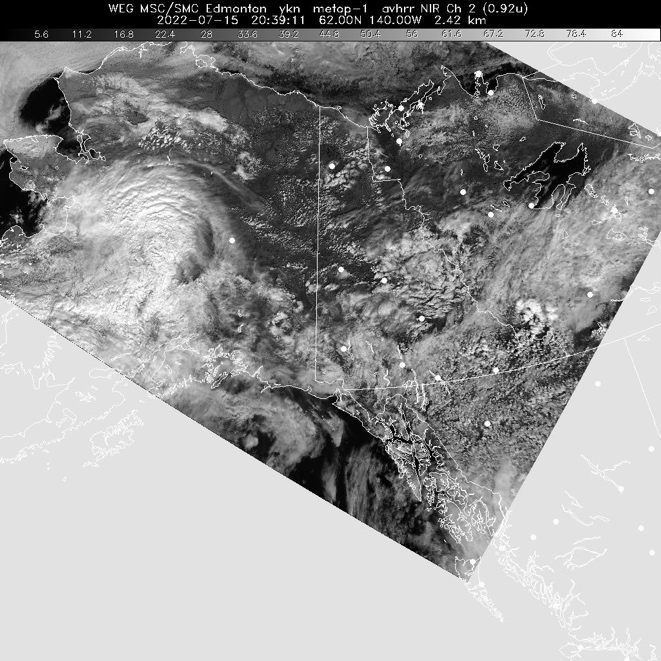 WEG MSC/SMC Edmonton ykn metop-1 avhrr NIR Ch 2 (0.92u)
2022-07-15 20:39:11 62.00N 140.00W 2.42 km
5.6 11.2 16.8 22.4 28 33.6 39.2 44.8 50.4 56 61.6 67.2 72.8 78.4 84